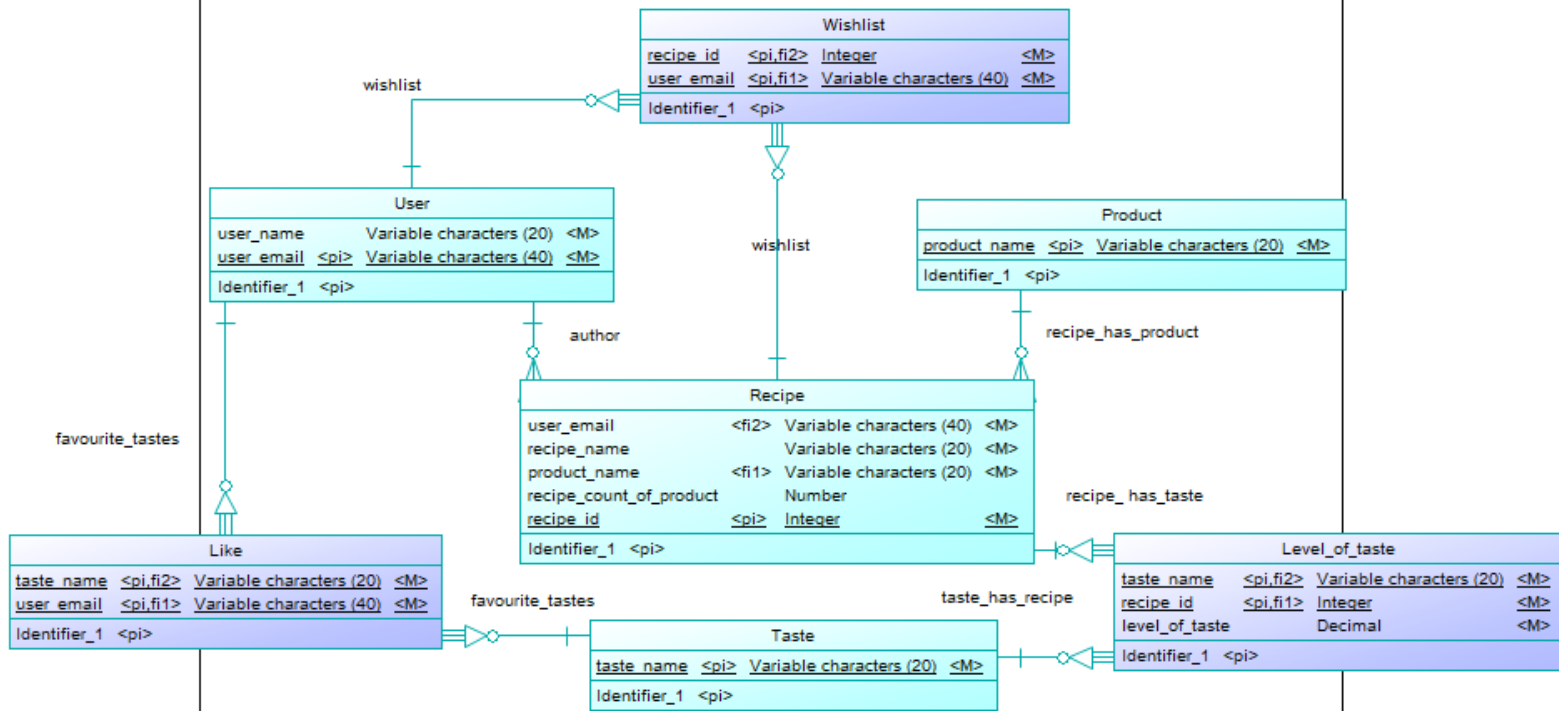 Wishlist
recipe_id <pi,fi2> Integer <M>
user_email <pi,fi1> Variable characters (40) <M>
Identifier_1 <pi>
wishlist
User
user_name Variable characters (20) <M>
user_email <pi> Variable characters (40) <M>
Identifier_1 <pi>
wishlist
Product
product_name <pi> Variable characters (20) <M>
Identifier_1 <pi>
author
recipe_has_product
Recipe
user_email <fi2> Variable characters (40) <M>
recipe_name Variable characters (20) <M>
product_name <fi1> Variable characters (20) <M>
recipe_count_of_product Number
recipe_id <pi> Integer <M>
Identifier_1 <pi>
favourite_tastes
recipe_ has_taste
Like
taste_name <pi,fi2> Variable characters (20) <M>
user_email <pi,fi1> Variable characters (40) <M>
Identifier_1 <pi>
favourite_tastes
taste_has_recipe
Level_of_taste
taste_name <pi,fi2> Variable characters (20) <M>
recipe_id <pi,fi1> Integer <M>
level_of_taste Decimal <M>
Identifier_1 <pi>
Taste
taste_name <pi> Variable characters (20) <M>
Identifier_1 <pi>